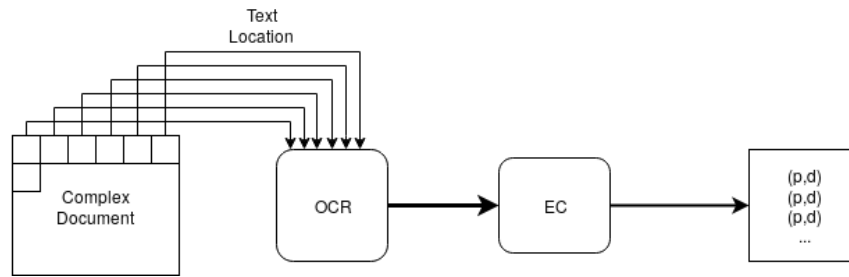 Text
Location
Complex
Document
OCR
EC
(p,d)
(p,d)
(p,d)
...